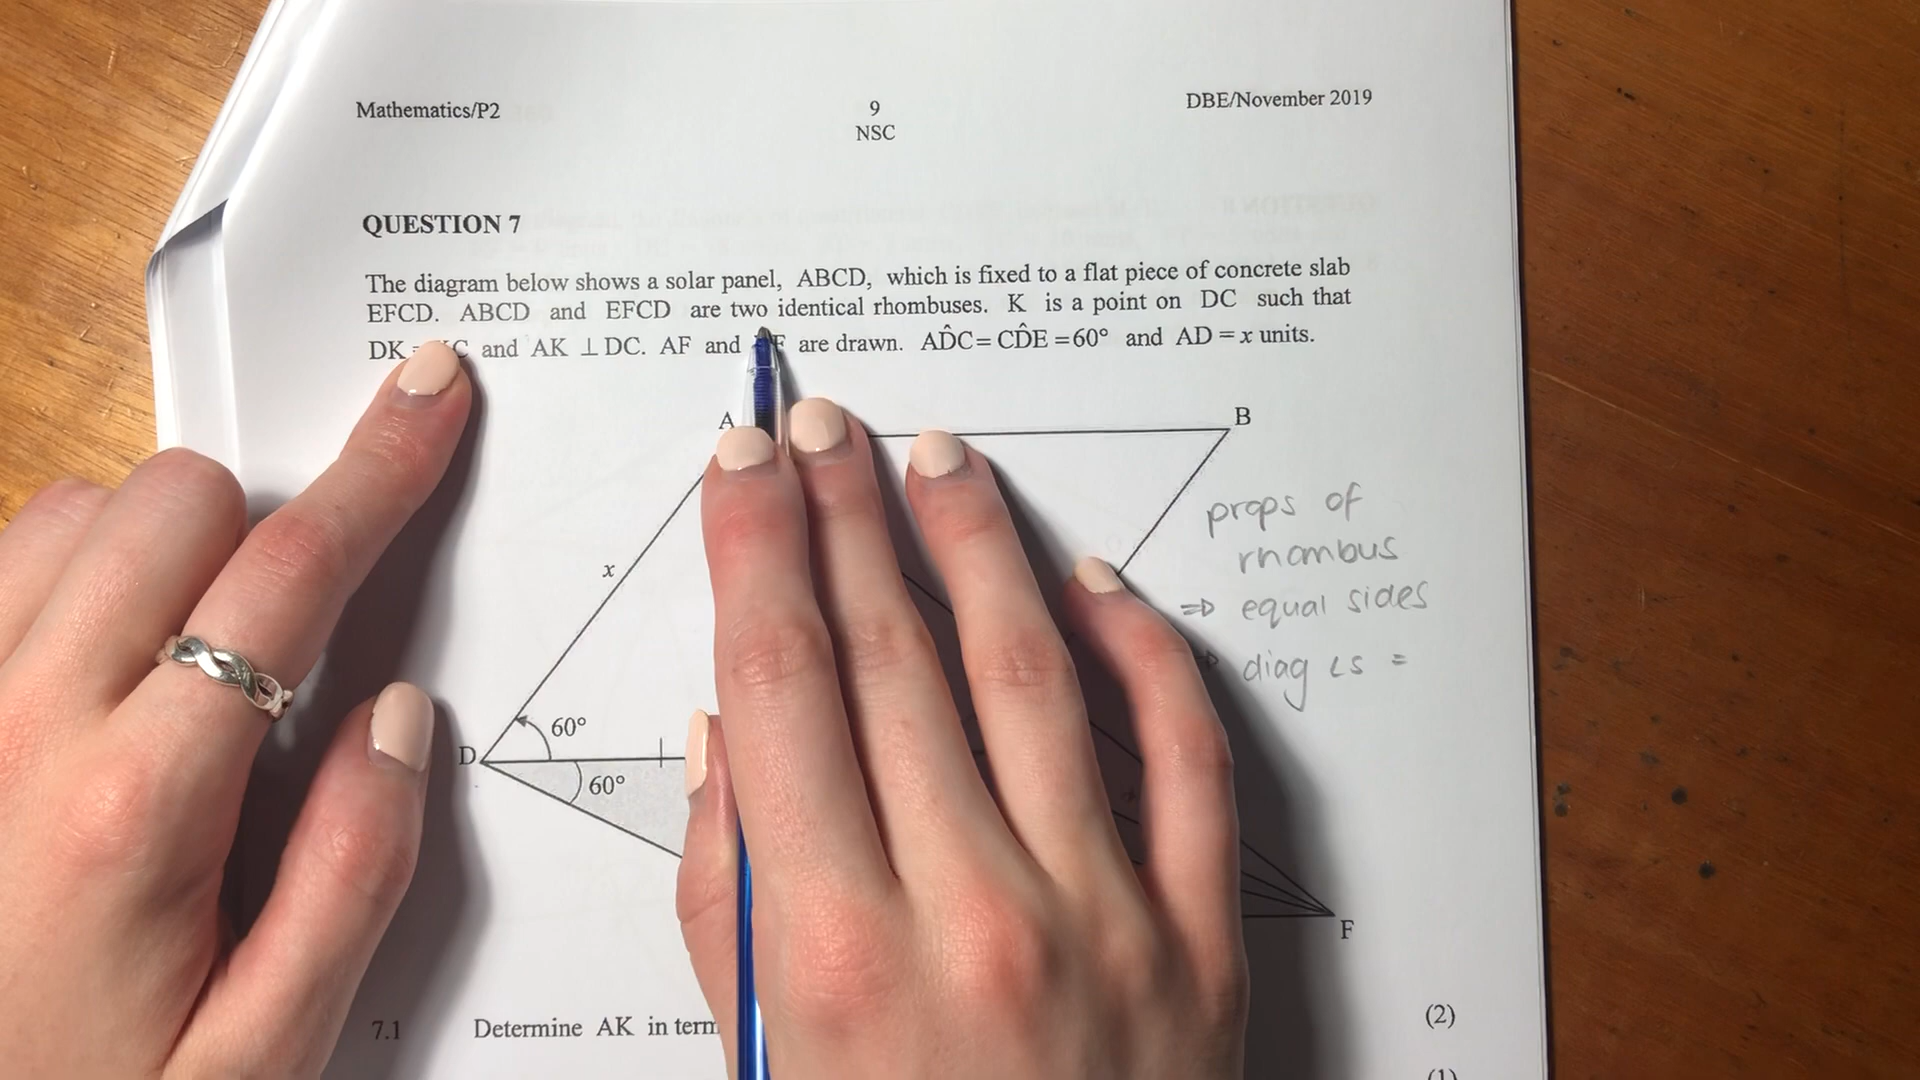 Mathematics/P2
9
NSC
DBE/November 2019
QUESTION 7
The diagram below shows a solar panel, ABCD, which is fixed to a flat piece of concrete slab
EFCD. ABCD and EFCD are two identical rhombuses. K is a point on DC such that
DK = KC and AK ⊥ DC. AF and are drawn. AD̂C = CD̂E = 60° and AD = x units.
A
B
x
props of
rhombus
⇒ equal sides
⇒ diag ∠s =
60°
D
60°
F
7.1 Determine AK in (2)
(1)